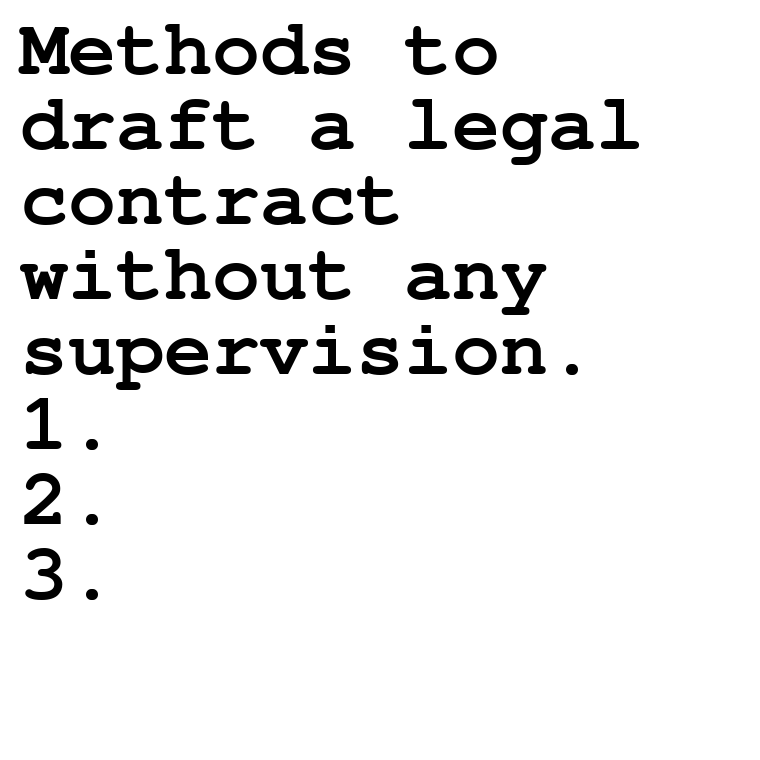 Methods to
draft a legal
contract
without any
supervision.
1.
2.
3.